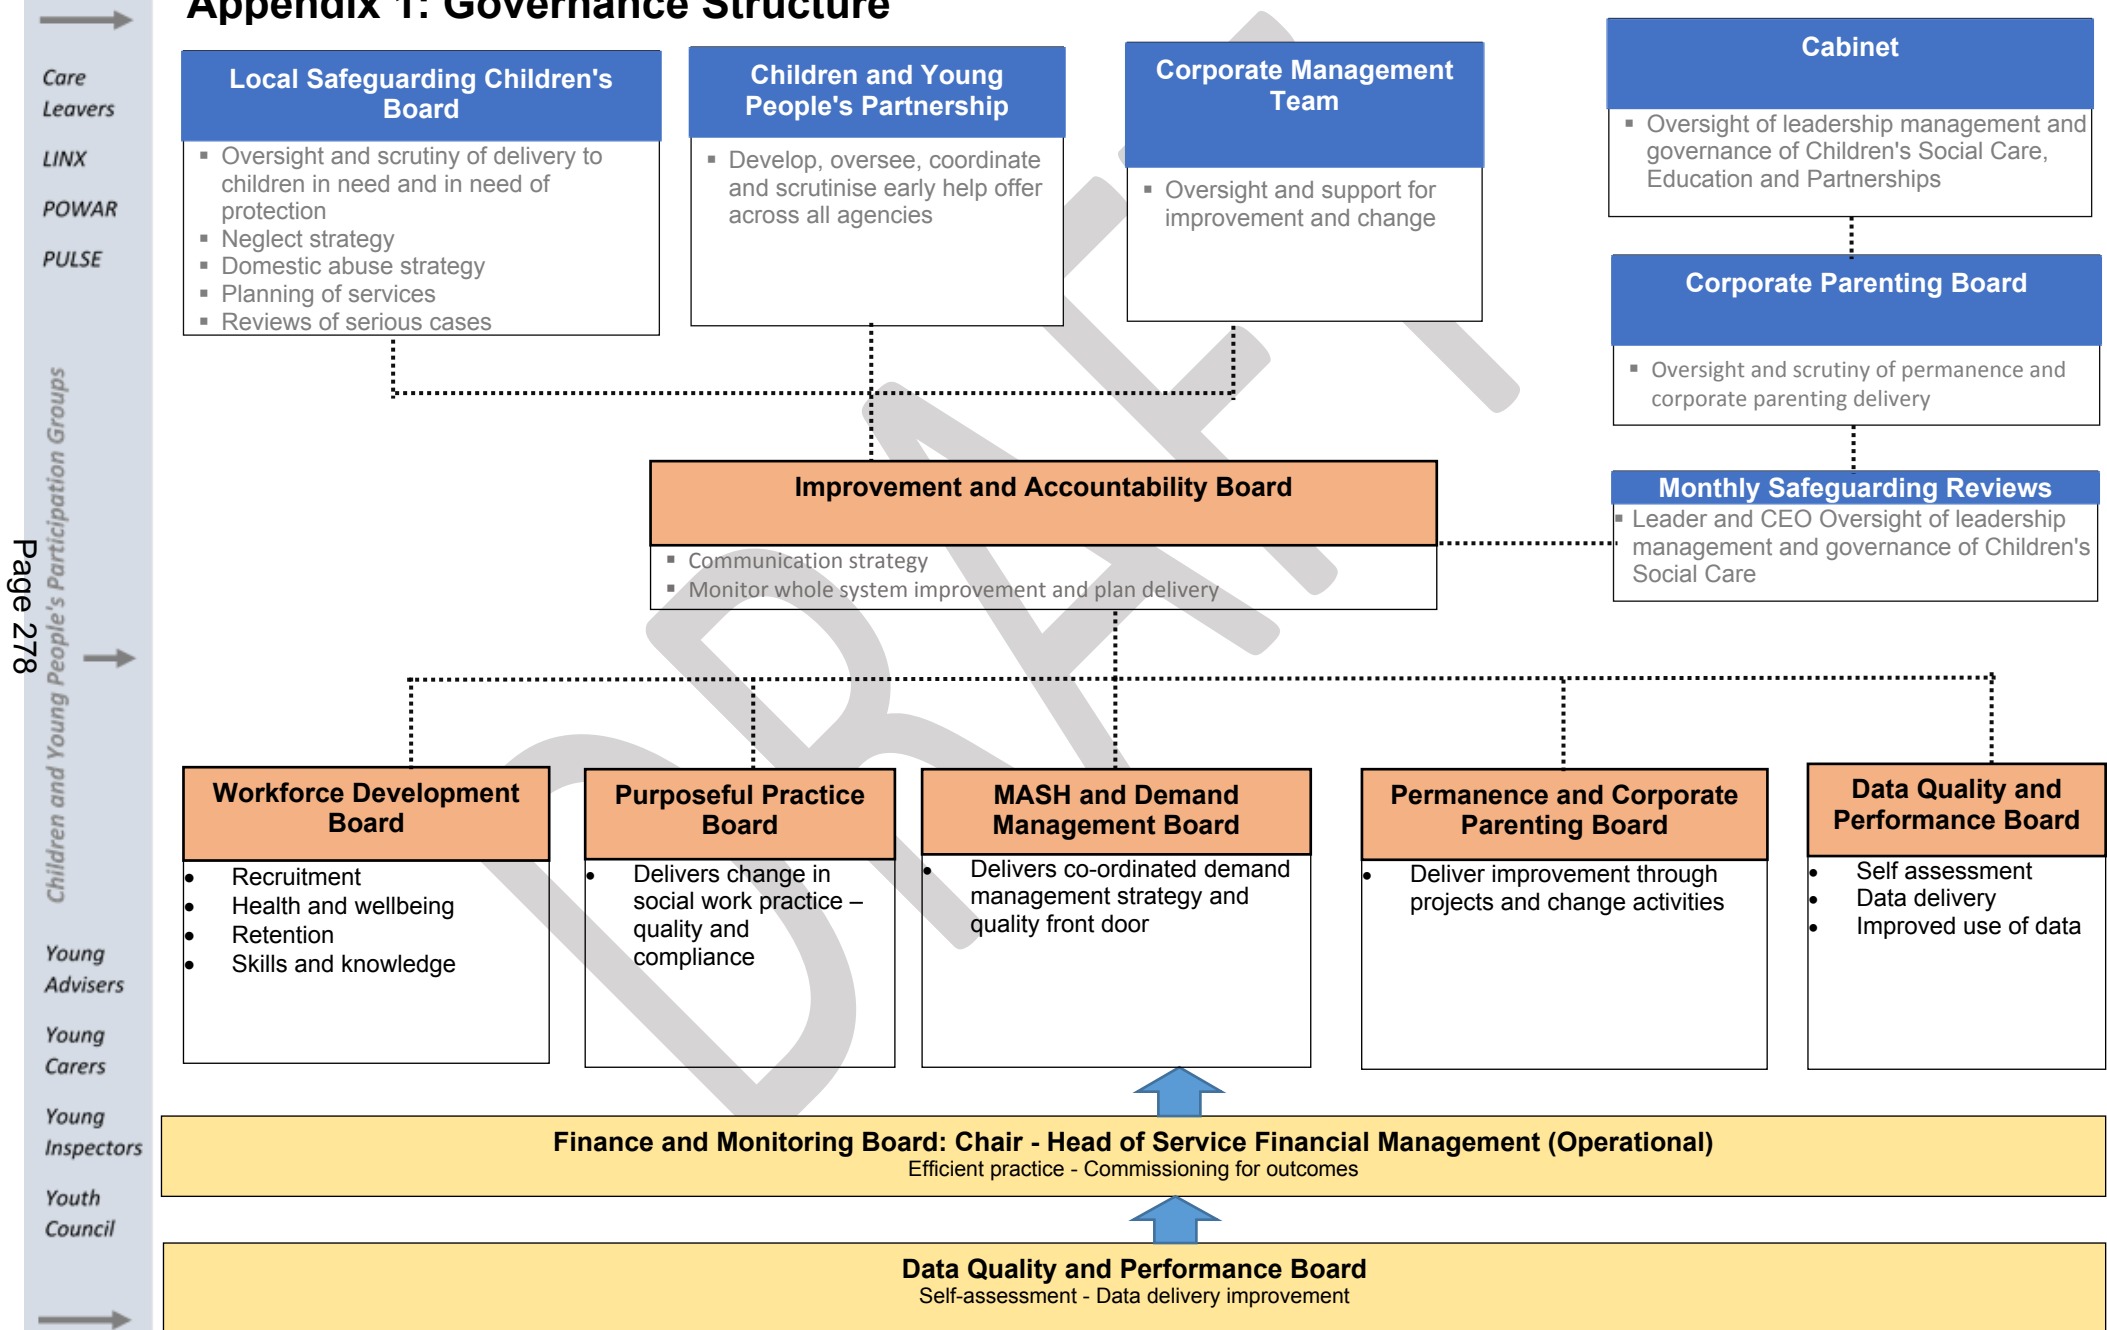 Appendix 1: Governance Structure
Care
Leavers
LINX
POWAR
PULSE
Children and Young People's Participation Groups
Young
Advisers
Young
Carers
Young
Inspectors
Youth
Council
Page 278
Local Safeguarding Children's
Board
▪ Oversight and scrutiny of delivery to
children in need and in need of
protection
▪ Neglect strategy
▪ Domestic abuse strategy
▪ Planning of services
▪ Reviews of serious cases
Children and Young
People's Partnership
▪ Develop, oversee, coordinate
and scrutinise early help offer
across all agencies
Corporate Management
Team
▪ Oversight and support for
improvement and change
Cabinet
▪ Oversight of leadership management and
governance of Children's Social Care,
Education and Partnerships
Corporate Parenting Board
▪ Oversight and scrutiny of permanence and
corporate parenting delivery
Improvement and Accountability Board
▪ Communication strategy
▪ Monitor whole system improvement and plan delivery
Monthly Safeguarding Reviews
▪ Leader and CEO Oversight of leadership
management and governance of Children's
Social Care
Workforce Development
Board
• Recruitment
• Health and wellbeing
• Retention
• Skills and knowledge
Purposeful Practice
Board
• Delivers change in
social work practice –
quality and
compliance
MASH and Demand
Management Board
• Delivers co-ordinated demand
management strategy and
quality front door
Permanence and Corporate
Parenting Board
• Deliver improvement through
projects and change activities
Data Quality and
Performance Board
• Self assessment
• Data delivery
• Improved use of data
Finance and Monitoring Board: Chair - Head of Service Financial Management (Operational)
Efficient practice - Commissioning for outcomes
Data Quality and Performance Board
Self-assessment - Data delivery improvement
DRAFT